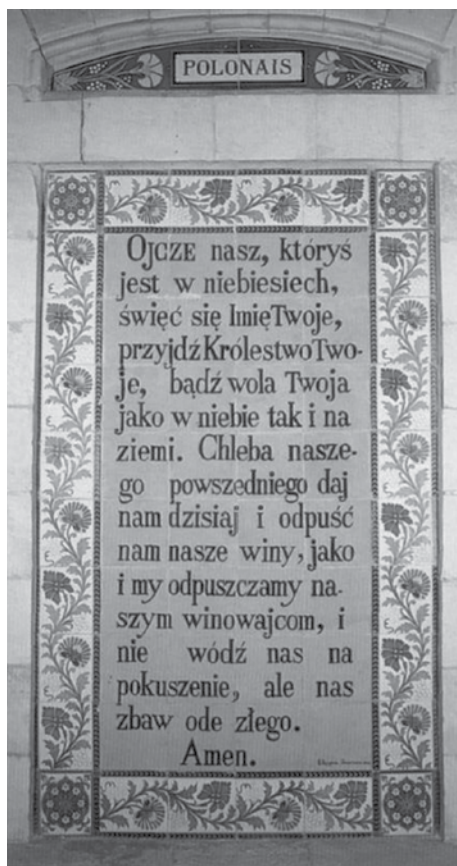 POLONAIS
OJCZE nasz, któryś
jest w niebiesiech,
święć się Imię Twoje,
przyjdź Królestwo Two-
je, bądź wola Twoja
jako w niebie tak i na
ziemi. Chleba nasze-
go powszedniego daj
nam dzisiaj i odpuść
nam nasze winy, jako
i my odpuszczamy na-
szym winowajcom, i
nie wódź nas na
pokuszenie, ale nas
zbaw ode złego.
Amen.